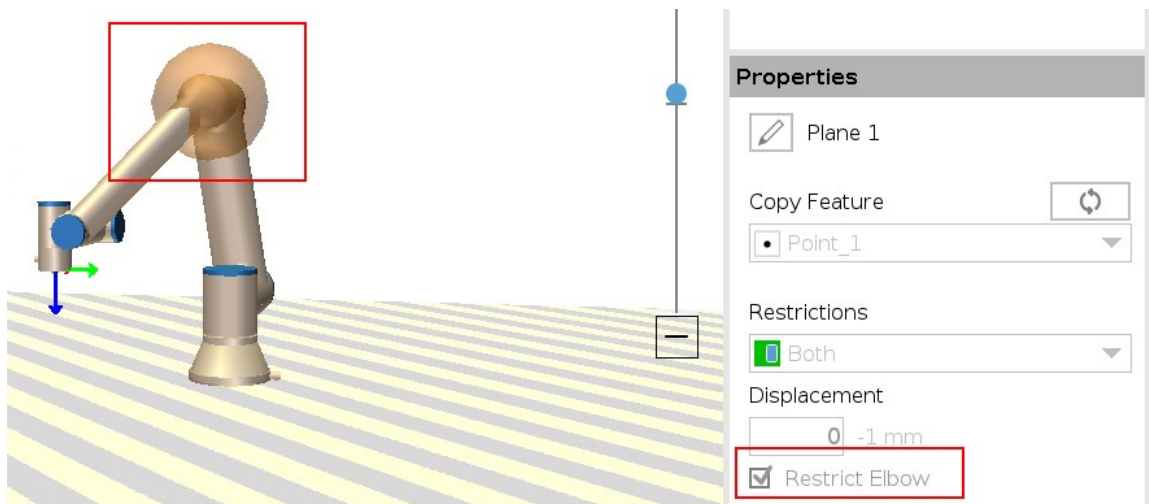 Properties
Plane 1
Copy Feature
Point_1
Restrictions
Both
Displacement
0 -1 mm
Restrict Elbow